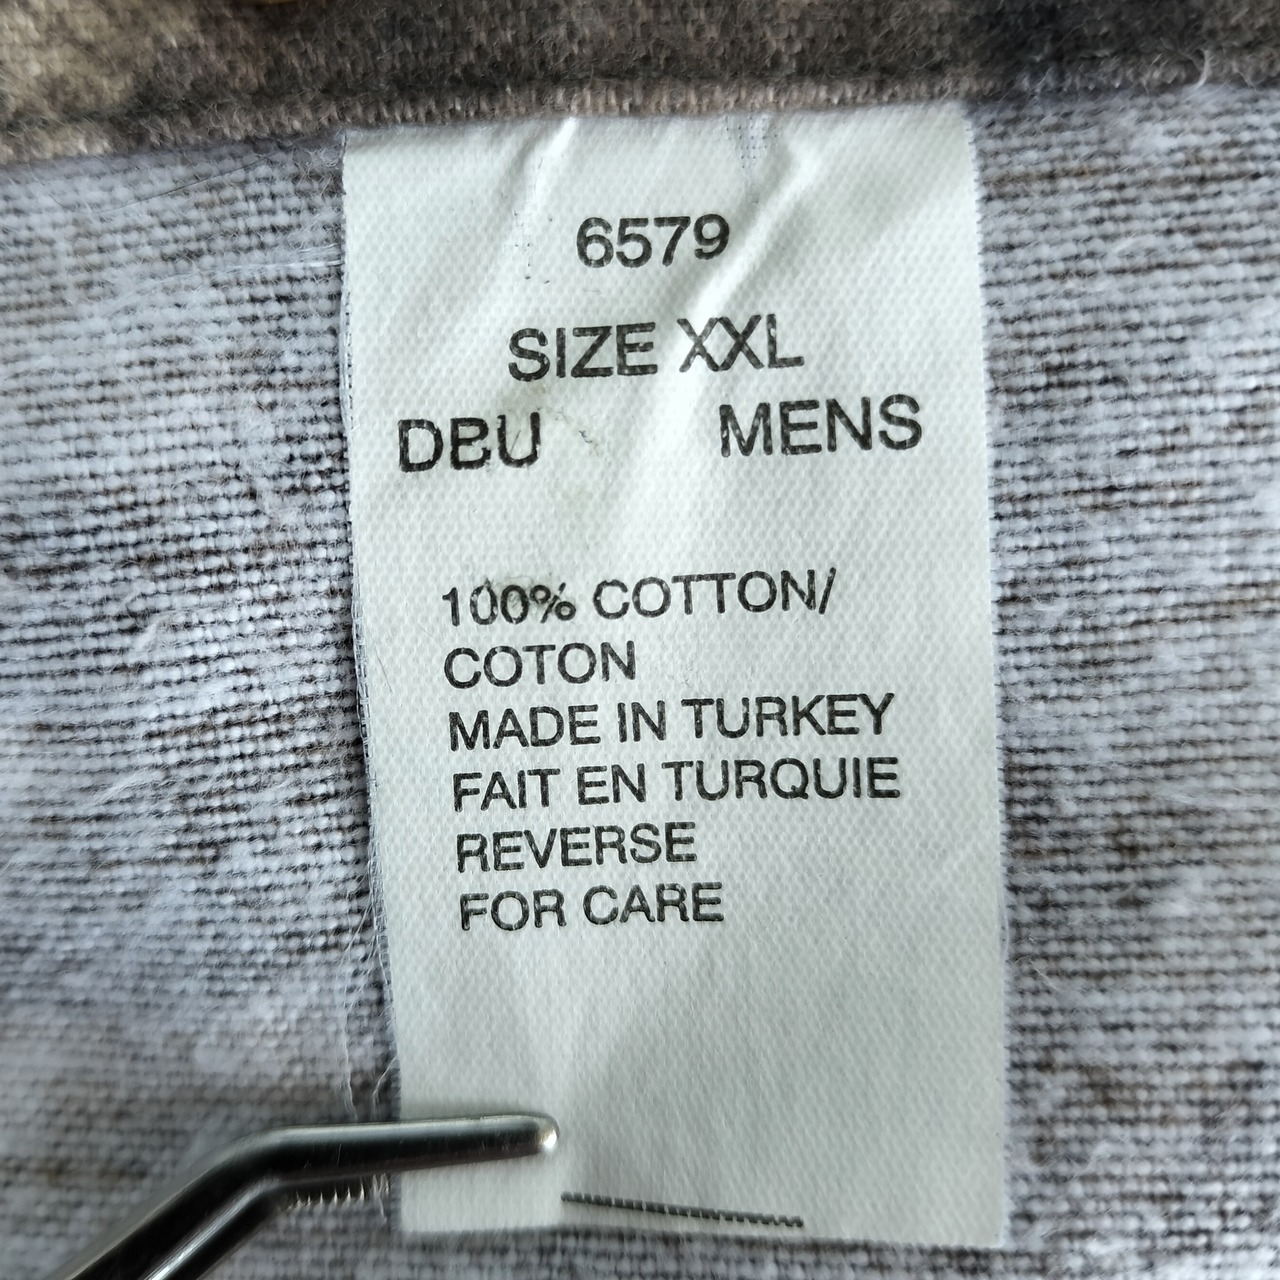 6579
SIZE XXL
DBU MENS
100% COTTON/
COTON
MADE IN TURKEY
FAIT EN TURQUIE
REVERSE
FOR CARE